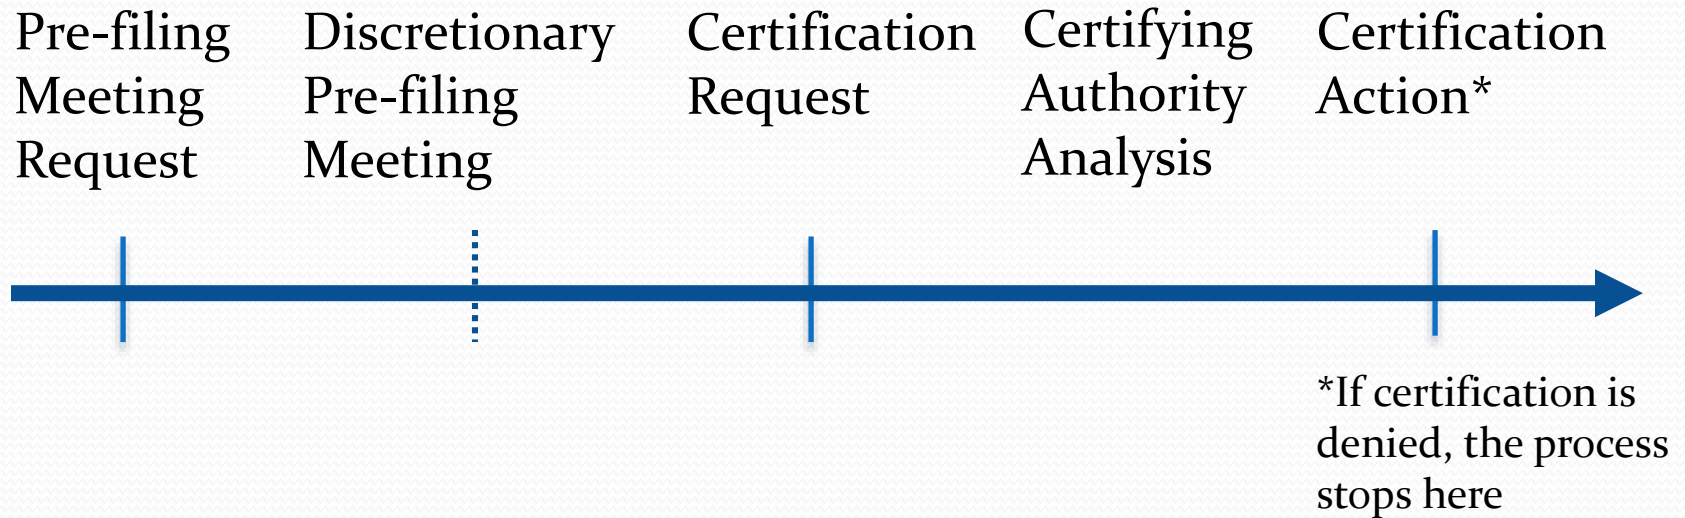 Pre-filing
Meeting
Request
Discretionary
Pre-filing
Meeting
Certification
Request
Certifying
Authority
Analysis
Certification
Action*
*If certification is
denied, the process
stops here